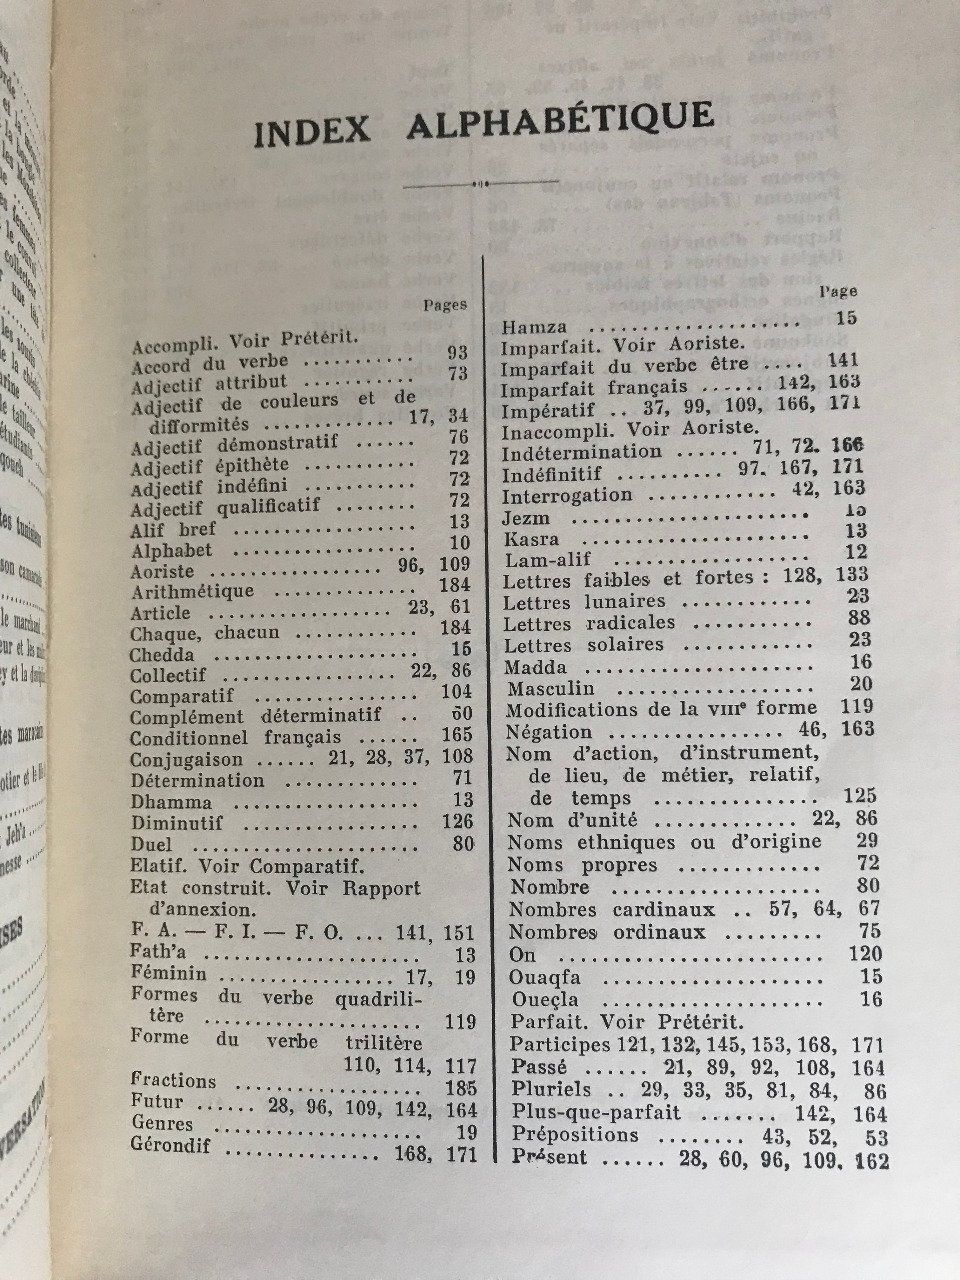 INDEX ALPHABÉTIQUE
Pages
Accompli. Voir Prétérit.
Accord du verbe ........... 93
Adjectif attribut ........... 73
Adjectif de couleurs et de
difformités ............. 17, 34
Adjectif démonstratif ...... 76
Adjectif épithète ........... 72
Adjectif indéfini ........... 72
Adjectif qualificatif ........ 72
Alif bref .................. 13
Alphabet .................. 10
Aoriste ................. 96, 109
Arithmétique .............. 184
Article .................. 23, 61
Chaque, chacun ............ 184
Chedda .................... 15
Collectif ................. 22, 86
Comparatif ................ 104
Complément déterminatif .. 60
Conditionnel français ...... 165
Conjugaison ...... 21, 28, 37, 108
Détermination ............ 71
Dhamma .................. 13
Diminutif .................. 126
Duel ...................... 80
Elatif. Voir Comparatif.
Etat construit. Voir Rapport
d'annexion.
F. A. — F. I. — F. O. ... 141, 151
Fath'a ..................... 13
Féminin .................. 17, 19
Formes du verbe quadrili-
tère ..................... 119
Forme du verbe trilitère
110, 114, 117
Fractions .................. 185
Futur ...... 28, 96, 109, 142, 164
Genres .................... 19
Gérondif ............... 168, 171
Page
Hamza ................... 15
Imparfait. Voir Aoriste.
Imparfait du verbe être .... 141
Imparfait français ...... 142, 163
Impératif .. 37, 99, 109, 166, 171
Inaccompli. Voir Aoriste.
Indétermination ...... 71, 72. 166
Indéfinitif ........... 97. 167, 171
Interrogation ............ 42, 163
Jezm ....................... 15
Kasra ...................... 13
Lam-alif ................... 12
Lettres faibles et fortes : 128, 133
Lettres lunaires ............ 23
Lettres radicales ........... 88
Lettres solaires ............ 23
Madda .................... 16
Masculin .................. 20
Modifications de la VIIIe forme 119
Négation ................ 46, 163
Nom d'action, d'instrument,
de lieu, de métier, relatif,
de temps ............... 125
Nom d'unité ............. 22, 86
Noms ethniques ou d'origine 29
Noms propres ............. 72
Nombre ................... 80
Nombres cardinaux .. 57, 64, 67
Nombres ordinaux ......... 75
On ........................ 120
Ouaqfa .................... 15
Oueçla .................... 16
Parfait. Voir Prétérit.
Participes 121, 132, 145, 153, 168, 171
Passé ...... 21, 89, 92, 108, 164
Pluriels .. 29, 33, 35, 81, 84, 86
Plus-que-parfait ....... 142, 164
Prépositions ........ 43, 52, 53
Présent ...... 28, 60, 96, 109. 162